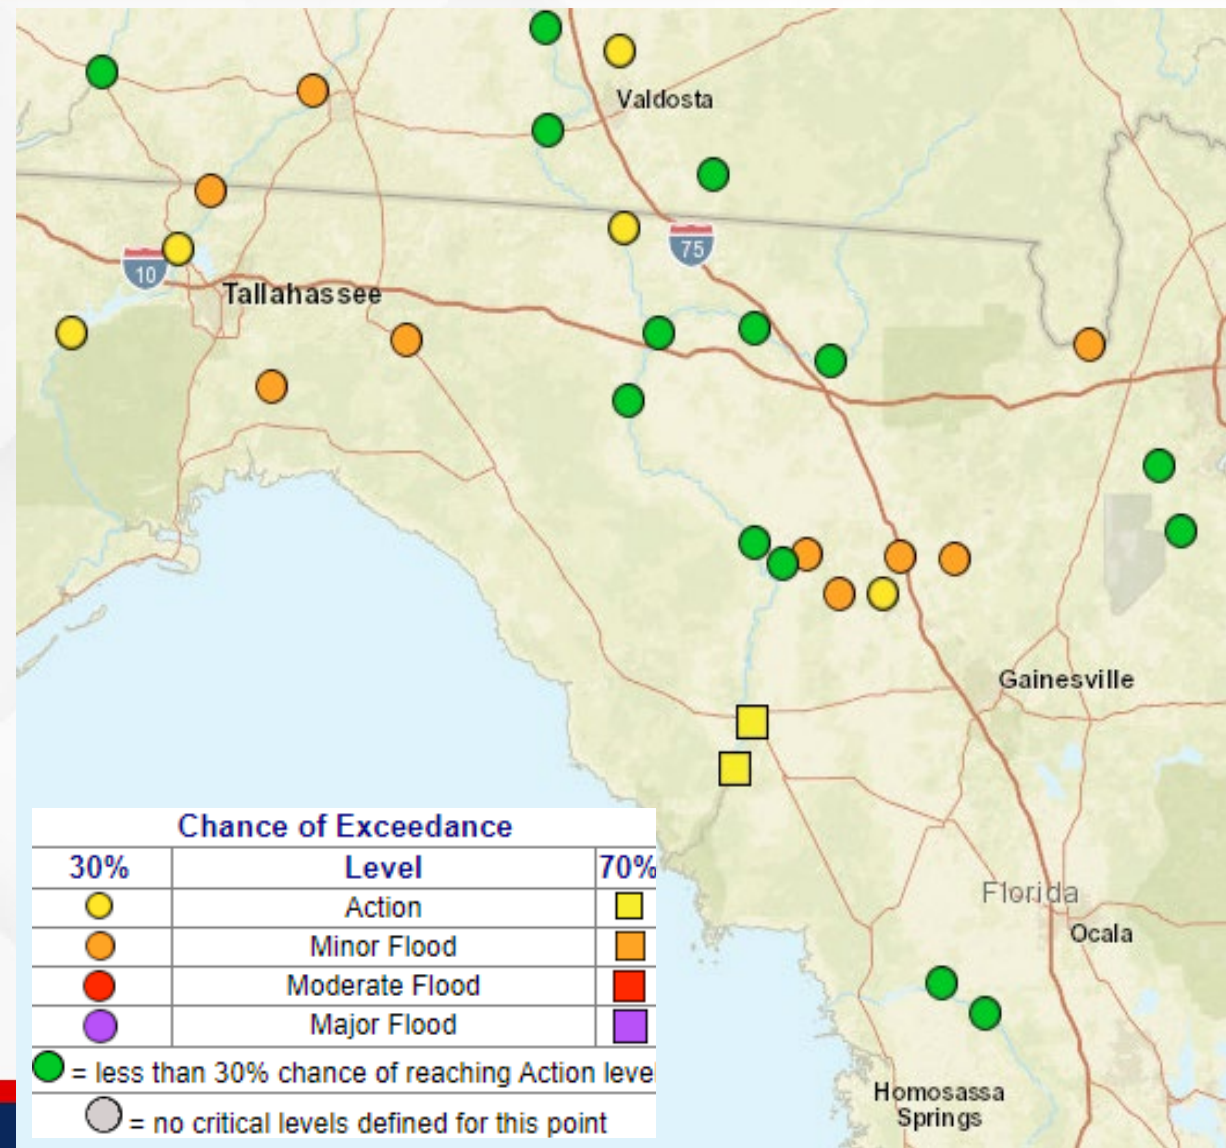 Valdosta
75
10
Tallahassee
Gainesville
Florida
Ocala
Homosassa
Springs
Chance of Exceedance
30% Level 70%
Action
Minor Flood
Moderate Flood
Major Flood
= less than 30% chance of reaching Action level
= no critical levels defined for this point